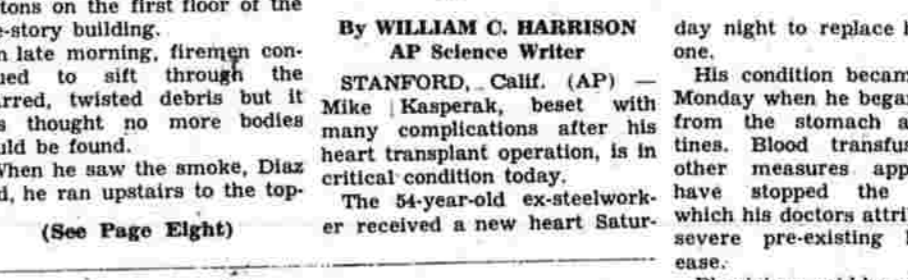 tons on the first floor of the
-story building.
late morning, firemen con-
to sift through the
twisted debris but it
thought no more bodies
be found.
When he saw the smoke, Diaz
he ran upstairs to the top-
(See Page Eight)
By WILLIAM C. HARRISON
AP Science Writer
STANFORD, Calif. (AP) —
Mike Kasperak, beset with
many complications after his
heart transplant operation, is in
critical condition today.
The 54-year-old ex-steelwork-
er received a new heart Satur-
day night to replace
one.
His condition becam
Monday when he began
from the stomach a
tines. Blood transfus
other measures app
have stopped the
which his doctors attri
severe pre-existing
ease.